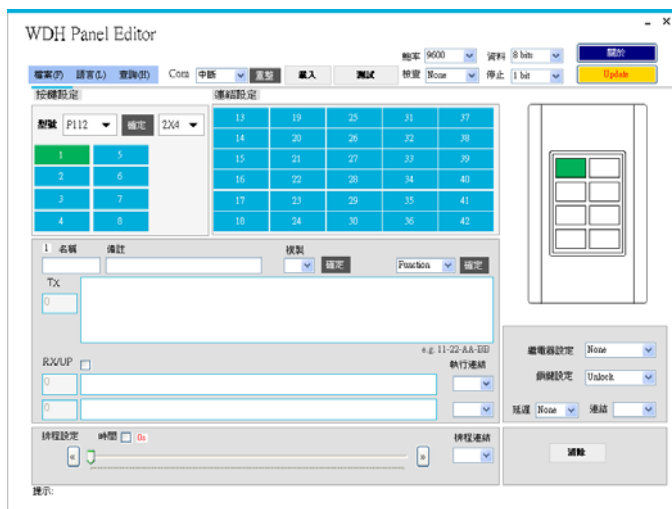 WDH Panel Editor
鮑率 9600 資料 8 bits 關於
檔案(F) 語言(L) 查詢(H) Com 中斷 重整 載入 測試 檢查 None 停止 1 bit Update
按鍵設定 連結設定
型號 P112 確定 2X4
1 5
2 6
3 7
4 8
13 19 25 31 37
14 20 26 32 38
15 21 27 33 39
16 22 28 34 40
17 23 29 35 41
18 24 30 36 42
1 名稱 備註 複製
確定 Function 確定
TX
0
e.g. 11-22-AA-BB
RX/UP 執行連結
0
0
繼電器設定 None
鎖鍵設定 Unlock
延遲 None 連結
排程設定 時間 0s 排程連結
« »
清除
提示: